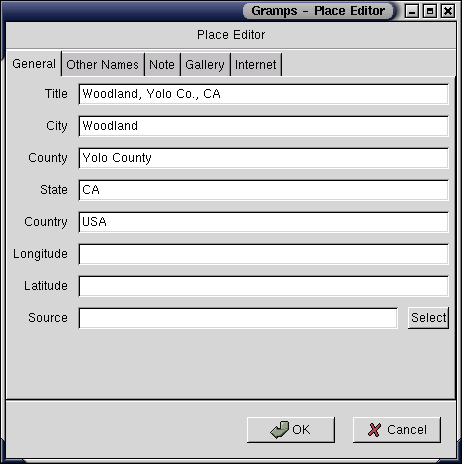 Gramps - Place Editor
Place Editor
General Other Names Note Gallery Internet
Title Woodland, Yolo Co., CA
City Woodland
County Yolo County
State CA
Country USA
Longitude
Latitude
Source Select
OK Cancel